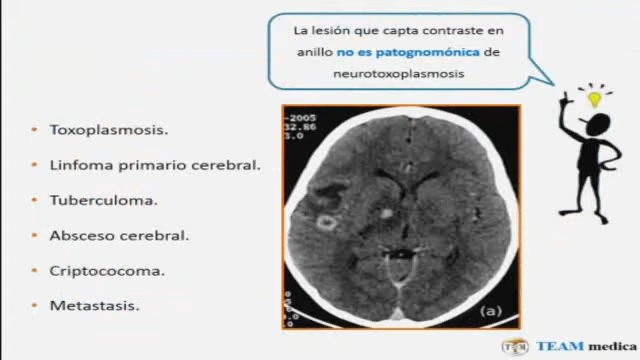 La lesión que capta contraste en
anillo no es patognomónica de
neurotoxoplasmosis
• Toxoplasmosis.
• Linfoma primario cerebral.
• Tuberculoma.
• Absceso cerebral.
• Criptococoma.
• Metastasis.
-2005
32.86
3.0
(a)
TEAM medica